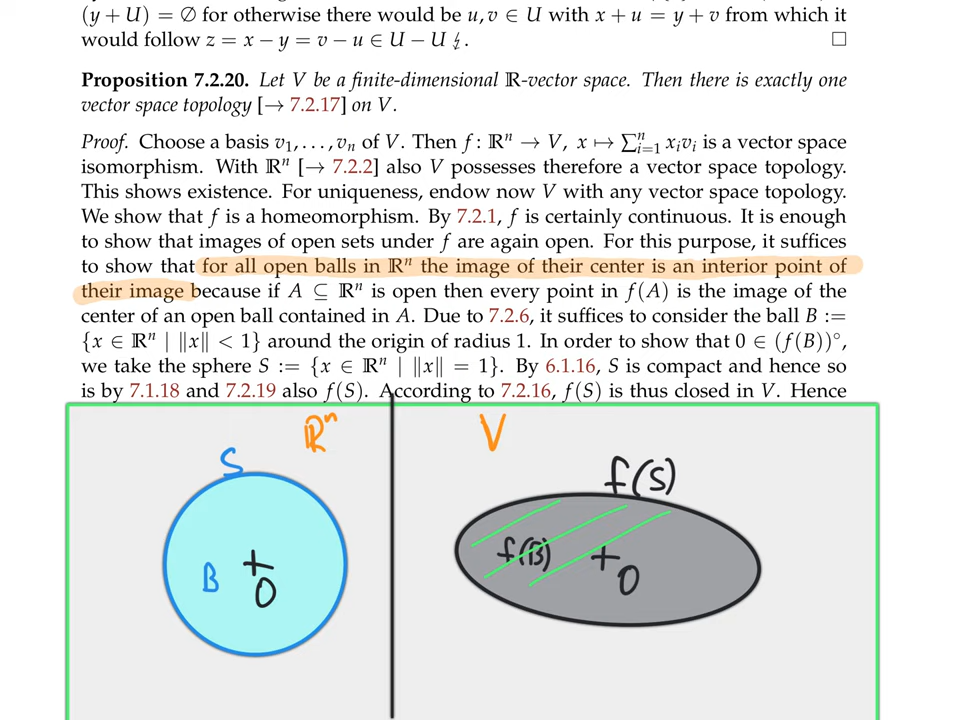 (y + U) = ∅ for otherwise there would be u, v ∈ U with x + u = y + v from which it
would follow z = x − y = v − u ∈ U − U ↯. □
Proposition 7.2.20. Let V be a finite-dimensional ℝ-vector space. Then there is exactly one
vector space topology [→ 7.2.17] on V.
Proof. Choose a basis v₁, . . . , vₙ of V. Then f : ℝⁿ → V, x ↦ ∑ⁿᵢ₌₁ xᵢvᵢ is a vector space
isomorphism. With ℝⁿ [→ 7.2.2] also V possesses therefore a vector space topology.
This shows existence. For uniqueness, endow now V with any vector space topology.
We show that f is a homeomorphism. By 7.2.1, f is certainly continuous. It is enough
to show that images of open sets under f are again open. For this purpose, it suffices
to show that for all open balls in ℝⁿ the image of their center is an interior point of
their image because if A ⊆ ℝⁿ is open then every point in f(A) is the image of the
center of an open ball contained in A. Due to 7.2.6, it suffices to consider the ball B :=
{x ∈ ℝⁿ | ‖x‖ < 1} around the origin of radius 1. In order to show that 0 ∈ (f(B))°,
we take the sphere S := {x ∈ ℝⁿ | ‖x‖ = 1}. By 6.1.16, S is compact and hence so
is by 7.1.18 and 7.2.19 also f(S). According to 7.2.16, f(S) is thus closed in V. Hence
ℝⁿ V
S f(S)
B 0 f(B) 0